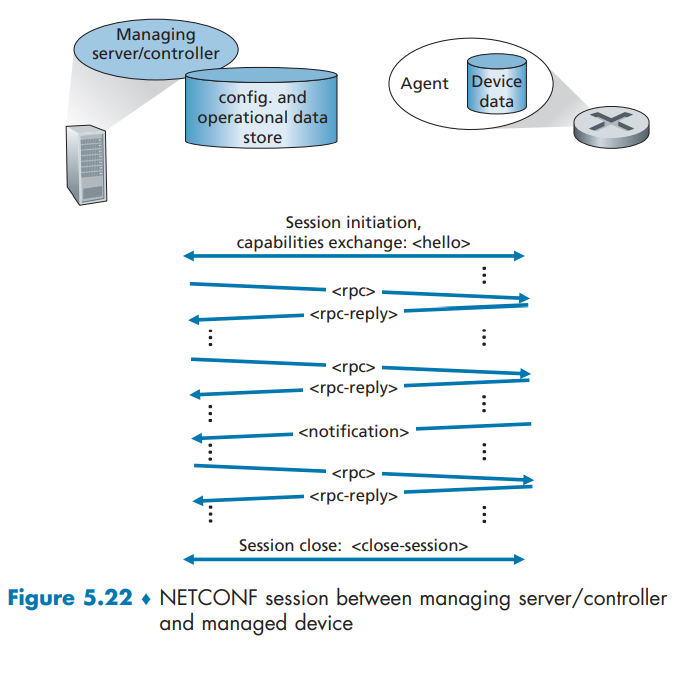 Managing
server/controller
config. and
operational data
store
Agent
Device
data
Session initiation,
capabilities exchange: <hello>
<rpc>
<rpc-reply>
<rpc>
<rpc-reply>
<notification>
<rpc>
<rpc-reply>
Session close: <close-session>
Figure 5.22 ♦ NETCONF session between managing server/controller
and managed device